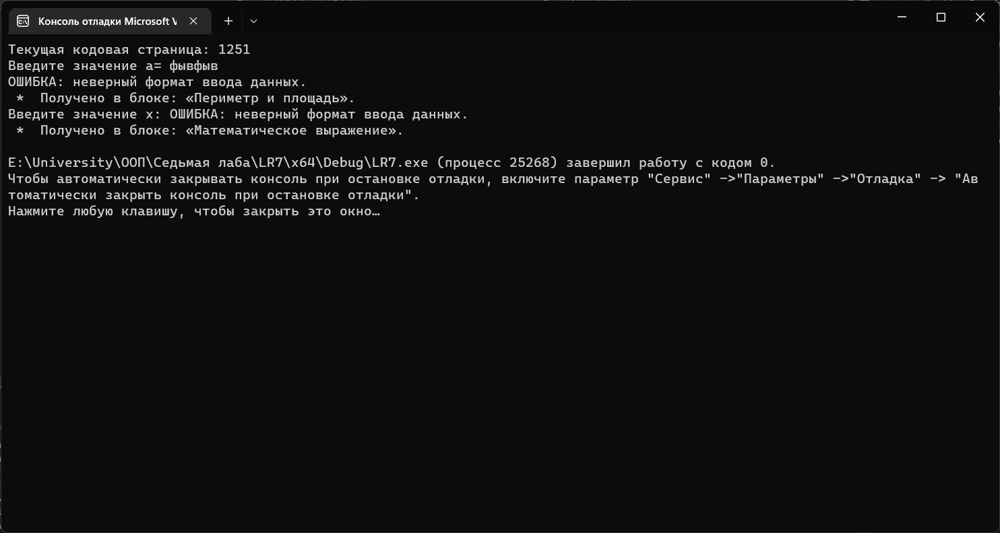 Консоль отладки Microsoft V
Текущая кодовая страница: 1251
Введите значение a= фывфыв
ОШИБКА: неверный формат ввода данных.
 *  Получено в блоке: «Периметр и площадь».
Введите значение x: ОШИБКА: неверный формат ввода данных.
 *  Получено в блоке: «Математическое выражение».
E:\University\ООП\Седьмая лаба\LR7\x64\Debug\LR7.exe (процесс 25268) завершил работу с кодом 0.
Чтобы автоматически закрывать консоль при остановке отладки, включите параметр "Сервис" ->"Параметры" ->"Отладка" -> "Ав
томатически закрыть консоль при остановке отладки".
Нажмите любую клавишу, чтобы закрыть это окно…